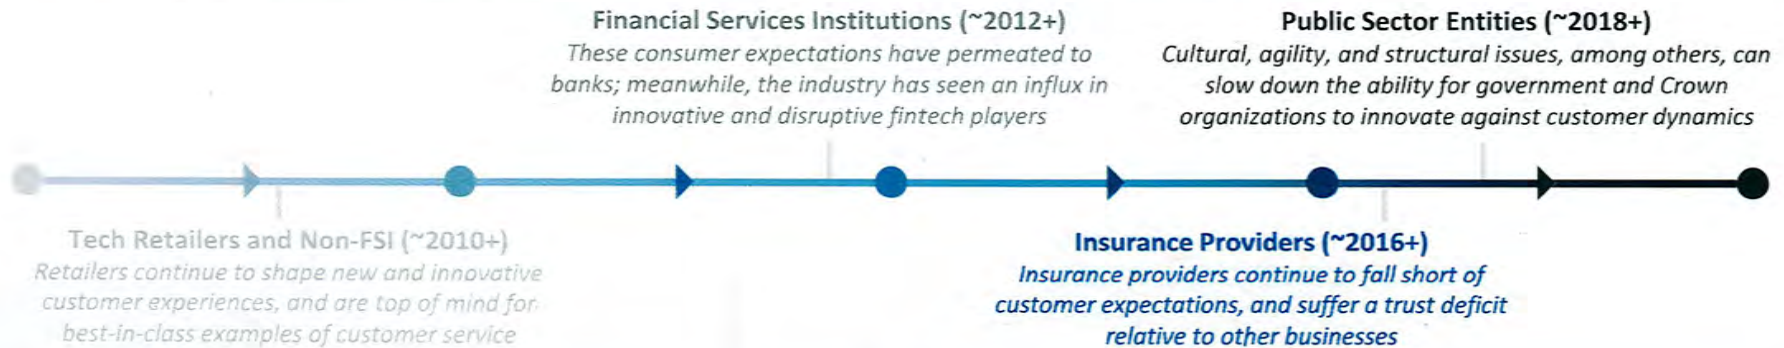 Financial Services Institutions (~2012+)
These consumer expectations have permeated to
banks; meanwhile, the industry has seen an influx in
innovative and disruptive fintech players
Public Sector Entities (~2018+)
Cultural, agility, and structural issues, among others, can
slow down the ability for government and Crown
organizations to innovate against customer dynamics
Tech Retailers and Non-FSI (~2010+)
Retailers continue to shape new and innovative
customer experiences, and are top of mind for
best-in-class examples of customer service
Insurance Providers (~2016+)
Insurance providers continue to fall short of
customer expectations, and suffer a trust deficit
relative to other businesses